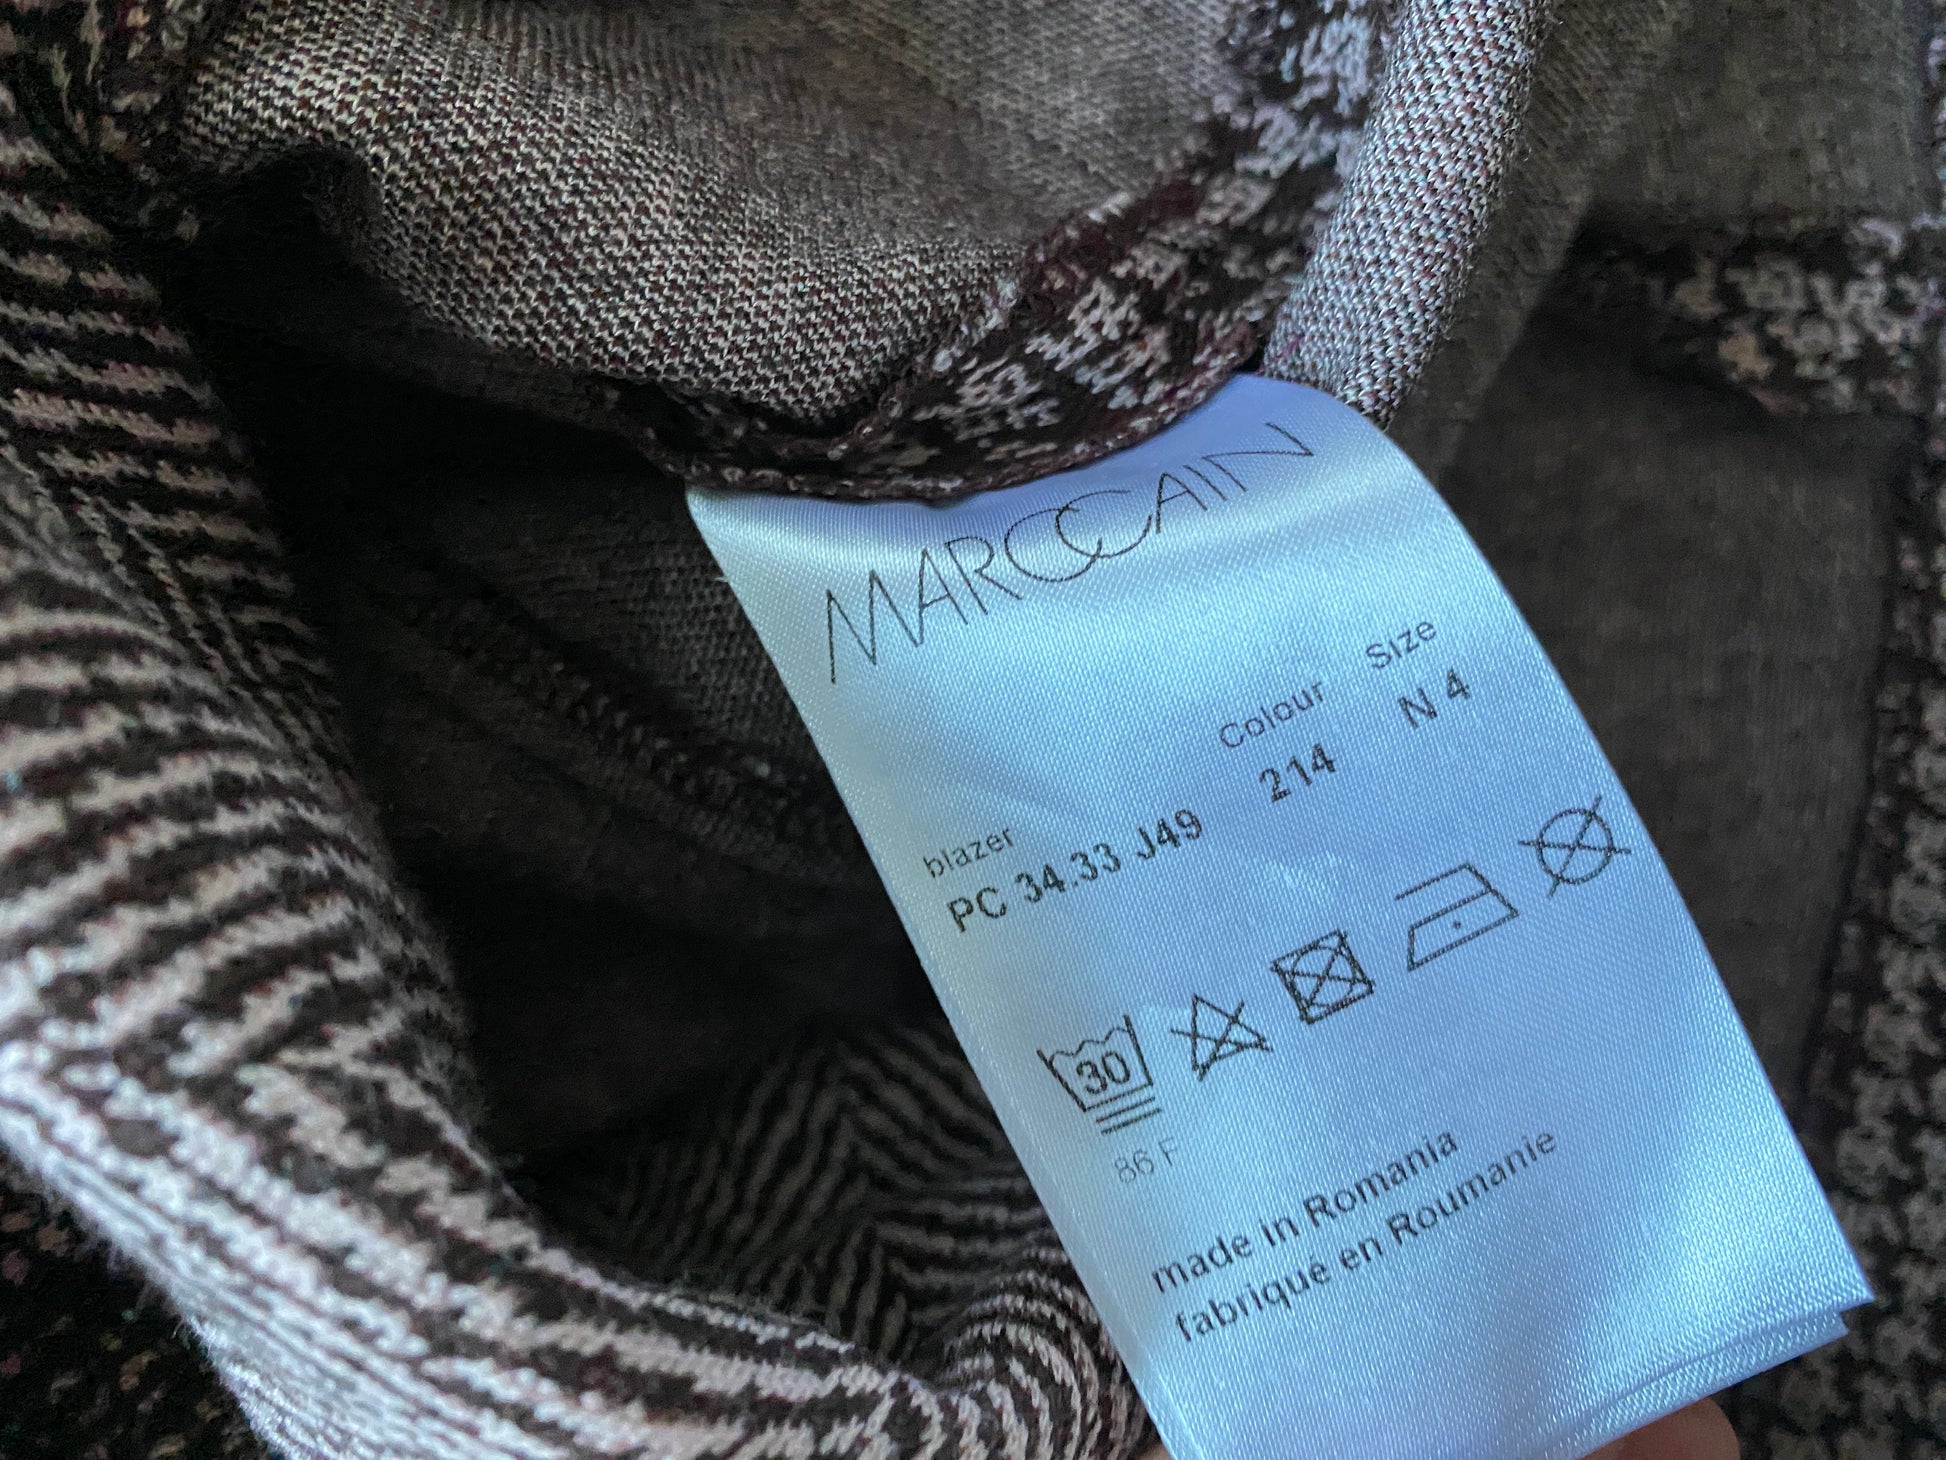 MARCCAIN
Colour Size
214 N 4
blazer
PC 34.33 J49
30
86 F
made in Romania
fabriqué en Roumanie